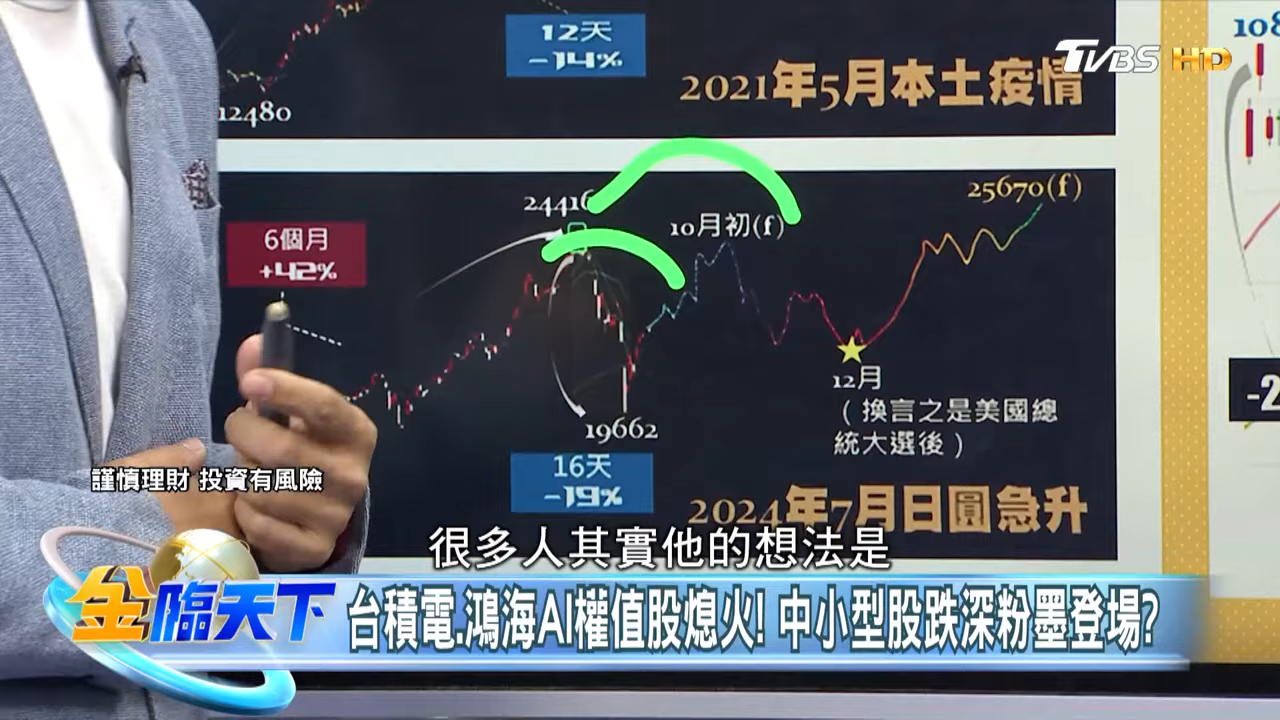 12天
-14%
12480
2021年5月本土疫情
TVBS HD
24416
10月初(f)
25670(f)
6個月
+42%
12月
（換言之是美國總
統大選後）
19662
16天
-19%
2024年7月日圓急升
謹慎理財 投資有風險
很多人其實他的想法是
金臨天下
台積電.鴻海AI權值股熄火! 中小型股跌深粉墨登場?